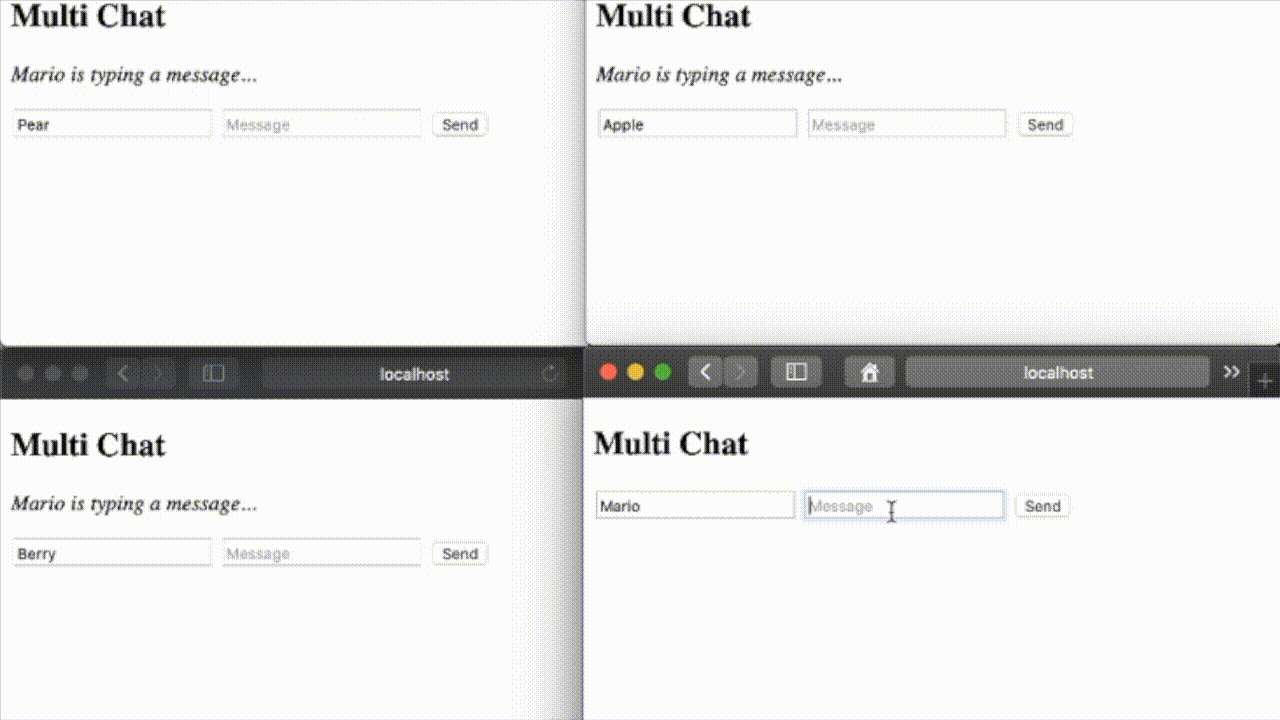 Multi Chat
Mario is typing a message...
Pear Message Send
Multi Chat
Mario is typing a message...
Apple Message Send
localhost
Multi Chat
Mario is typing a message...
Berry Message Send
localhost
Multi Chat
Mario Message Send